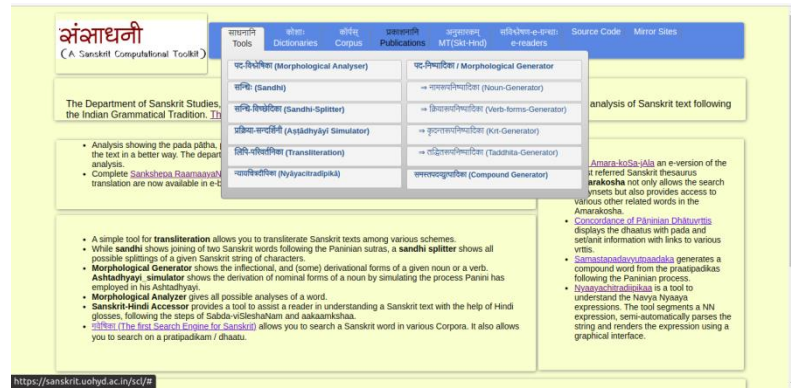 संसाधनी
(A Sanskrit Computational Toolkit)
साधनानि
Tools
कोशाः
Dictionaries
कॉर्पस्
Corpus
प्रकाशनानि
Publications
अनुसारकम्
MT(Skt-Hnd)
सविश्लेषण-e-ग्रन्थाः
e-readers
Source Code
Mirror Sites
पद-विश्लेषिका (Morphological Analyser)
सन्धिः (Sandhi)
सन्धि-विच्छेदिका (Sandhi-Splitter)
प्रक्रिया-सन्दर्शिनी (Aṣṭādhyāyī Simulator)
लिपि-परिवर्तनिका (Transliteration)
न्यायचित्रदीपिका (Nyāyacitradīpikā)
पद-निष्पादिका / Morphological Generator
⇒ नामरूपनिष्पादिका (Noun-Generator)
⇒ क्रियारूपनिष्पादिका (Verb-forms-Generator)
⇒ कृदन्तरूपनिष्पादिका (Krt-Generator)
⇒ तद्धितरूपनिष्पादिका (Taddhita-Generator)
समस्तपदव्युत्पादिका (Compound Generator)
The Department of Sanskrit Studies, analysis of Sanskrit text following
the Indian Grammatical Tradition.
• Analysis showing the pada pāṭha,
the text in a better way. The depart
analysis.
• Complete Sankshepa RaamaayaN
translation are now available in e-b
• A simple tool for transliteration allows you to transliterate Sanskrit texts among various schemes.
• While sandhi shows joining of two Sanskrit words following the Paninian sutras, a sandhi splitter shows all
possible splittings of a given Sanskrit string of characters.
• Morphological Generator shows the inflectional, and (some) derivational forms of a given noun or a verb.
Ashtadhyayi_simulator shows the derivation of nominal forms of a noun by simulating the process Panini has
employed in his Ashtadhyayi.
• Morphological Analyzer gives all possible analyses of a word.
• Sanskrit-Hindi Accessor provides a tool to assist a reader in understanding a Sanskrit text with the help of Hindi
glosses, following the steps of Sabda-viSleshaNam and aakaamkshaa.
• गवेषिका (The first Search Engine for Sanskrit) allows you to search a Sanskrit word in various Corpora. It also allows
you to search on a pratipadikam / dhaatu.
Amara-koSa-jAla an e-version of the
st referred Sanskrit thesaurus
arakosha not only allows the search
synsets but also provides access to
various other related words in the
Amarakosha.
• Concordance of Pāṇinian Dhātuvṛttis
displays the dhaatus with pada and
set/anit information with links to various
vrttis.
• Samastapadavyutpaadaka generates a
compound word from the praatipadikas
following the Paninian process.
• Nyaayachitradiipikaa is a tool to
understand the Navya Nyaaya
expressions. The tool segments a NN
expression, semi-automatically parses the
string and renders the expression using a
graphical interface.
https://sanskrit.uohyd.ac.in/scl/#